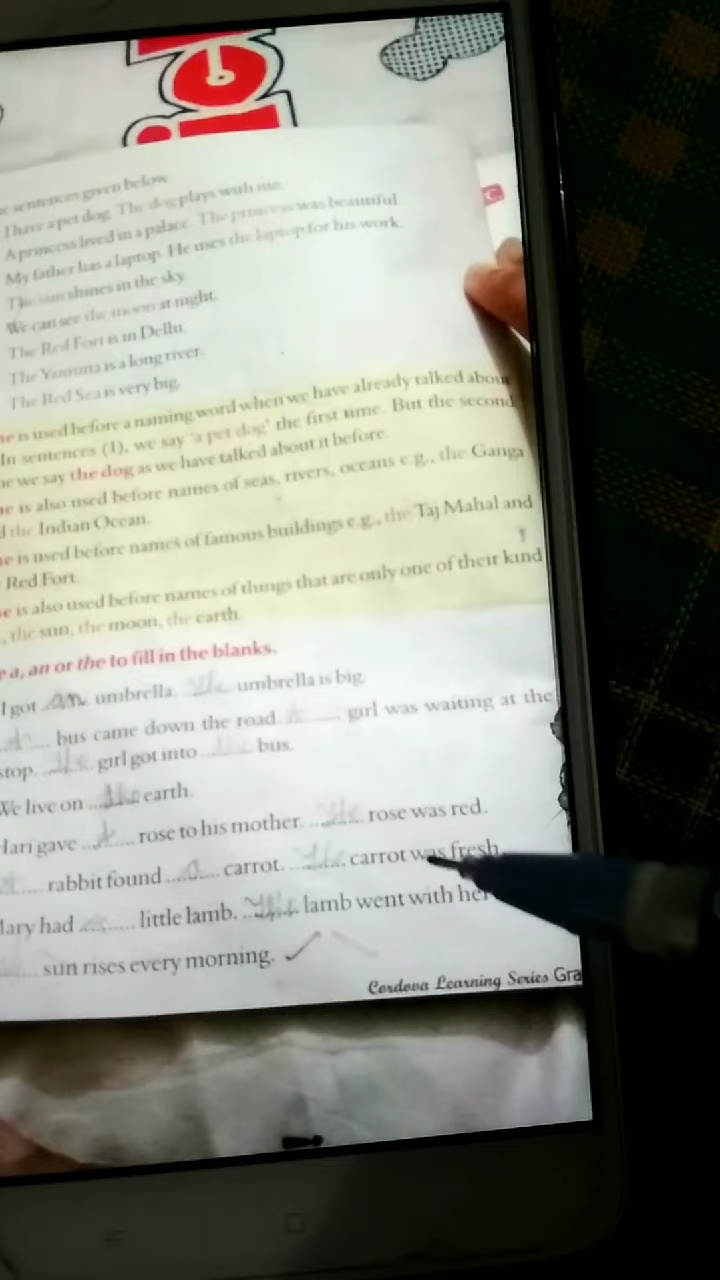 sentences given below.
I have a pet dog. The dog plays with me.
A princess lived in a palace. The princess was beautiful.
My father has a laptop. He uses the laptop for his work.
The sun shines in the sky.
We can see the moon at night.
The Red Fort is in Delhi.
The Yamuna is a long river.
The Red Sea is very big.
is used before a naming word when we have already talked about
In sentences (1), we say 'a pet dog' the first time. But the second
we say the dog as we have talked about it before.
is also used before names of seas, rivers, oceans e.g., the Ganga
the Indian Ocean.
is used before names of famous buildings e.g., the Taj Mahal and
Red Fort.
is also used before names of things that are only one of their kind
, the sun, the moon, the earth.
a, an or the to fill in the blanks.
I got an umbrella. The umbrella is big.
bus came down the road. girl was waiting at the
stop. the girl got into the bus.
We live on the earth.
Hari gave a rose to his mother. The rose was red.
rabbit found a carrot. The carrot was fresh.
Mary had a little lamb. lamb went with her
sun rises every morning.
Cordova Learning Series Gra